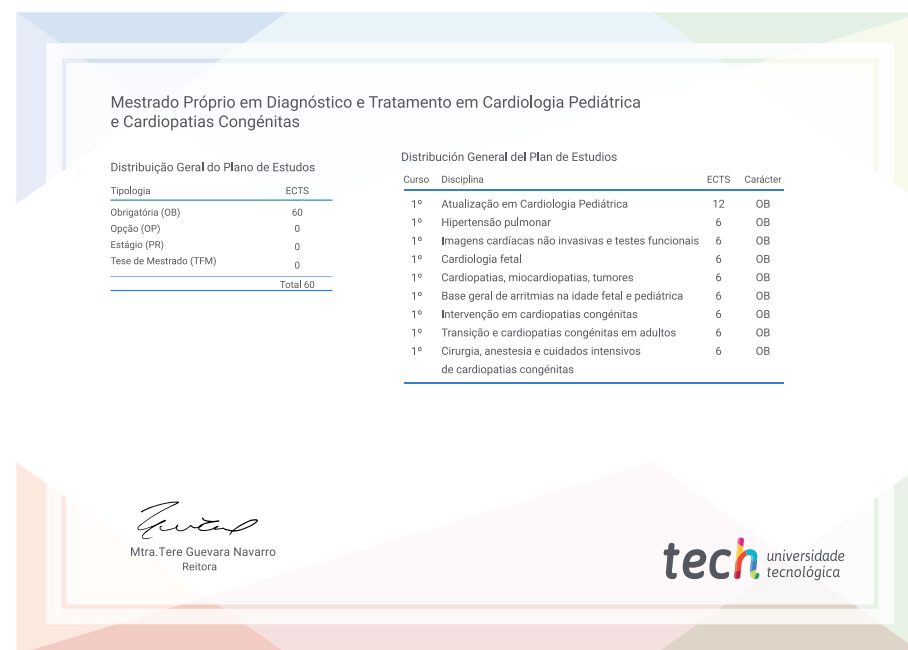 Mestrado Próprio em Diagnóstico e Tratamento em Cardiologia Pediátrica
e Cardiopatias Congénitas
Distribuição Geral do Plano de Estudos
Tipologia ECTS
Obrigatória (OB) 60
Opção (OP) 0
Estágio (PR) 0
Tese de Mestrado (TFM) 0
Total 60
Distribución General del Plan de Estudios
Curso Disciplina ECTS Carácter
1º Atualização em Cardiologia Pediátrica 12 OB
1º Hipertensão pulmonar 6 OB
1º Imagens cardíacas não invasivas e testes funcionais 6 OB
1º Cardiologia fetal 6 OB
1º Cardiopatias, miocardiopatias, tumores 6 OB
1º Base geral de arritmias na idade fetal e pediátrica 6 OB
1º Intervenção em cardiopatias congénitas 6 OB
1º Transição e cardiopatias congénitas em adultos 6 OB
1º Cirurgia, anestesia e cuidados intensivos 6 OB
de cardiopatias congénitas
Mtra.Tere Guevara Navarro
Reitora
tech universidade
tecnológica